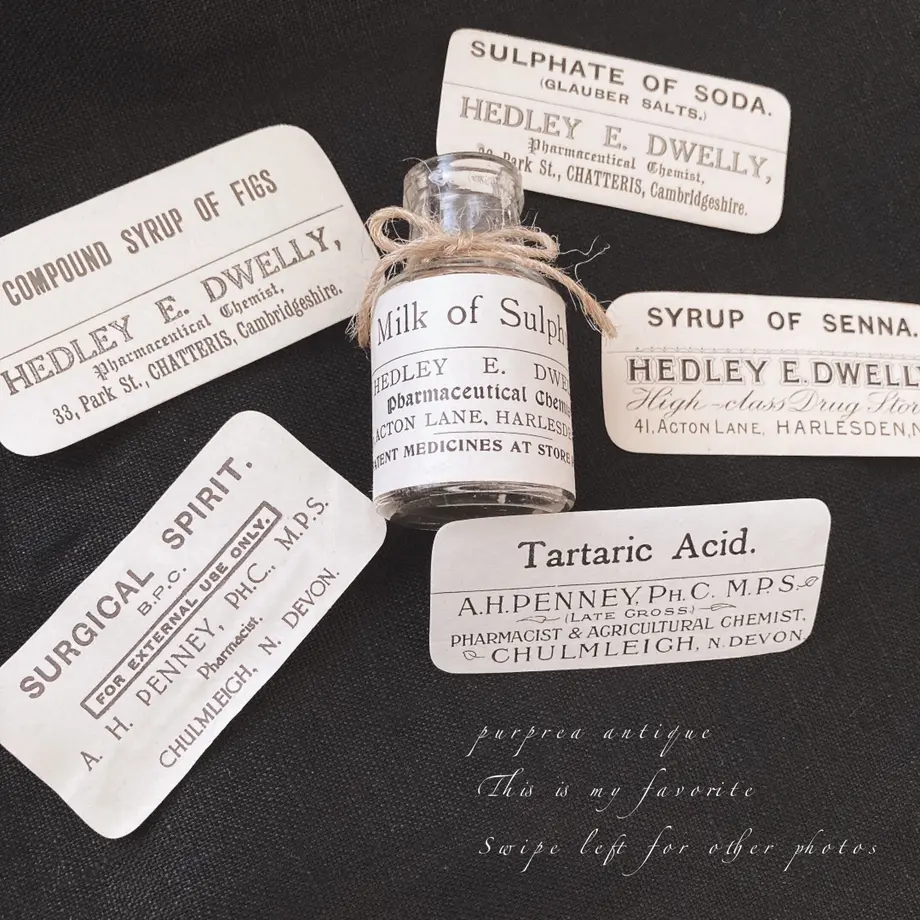 SULPHATE OF SODA.
(GLAUBER SALTS.)
HEDLEY E. DWELLY,
Pharmaceutical Chemist,
Park St., CHATTERIS, Cambridgeshire.
COMPOUND SYRUP OF FIGS
HEDLEY E. DWELLY,
Pharmaceutical Chemist,
33, Park St., CHATTERIS, Cambridgeshire.
Milk of Sulph
HEDLEY E. DWE
Pharmaceutical Chem
ACTON LANE, HARLESD
ATENT MEDICINES AT STORE
SYRUP OF SENNA.
HEDLEY E. DWELLY
High-class Drug Stor
41, ACTON LANE, HARLESDEN, N
SURGICAL SPIRIT.
B.P.C.
FOR EXTERNAL USE ONLY.
A. H. PENNEY, PH.C., M.P.S.
Pharmacist.
CHULMLEIGH, N. DEVON.
Tartaric Acid.
A.H. PENNEY, PH.C. M.P.S.
(LATE GROSS)
PHARMACIST & AGRICULTURAL CHEMIST,
CHULMLEIGH, N. DEVON.
purprea antique
This is my favorite
Swipe left for other photos